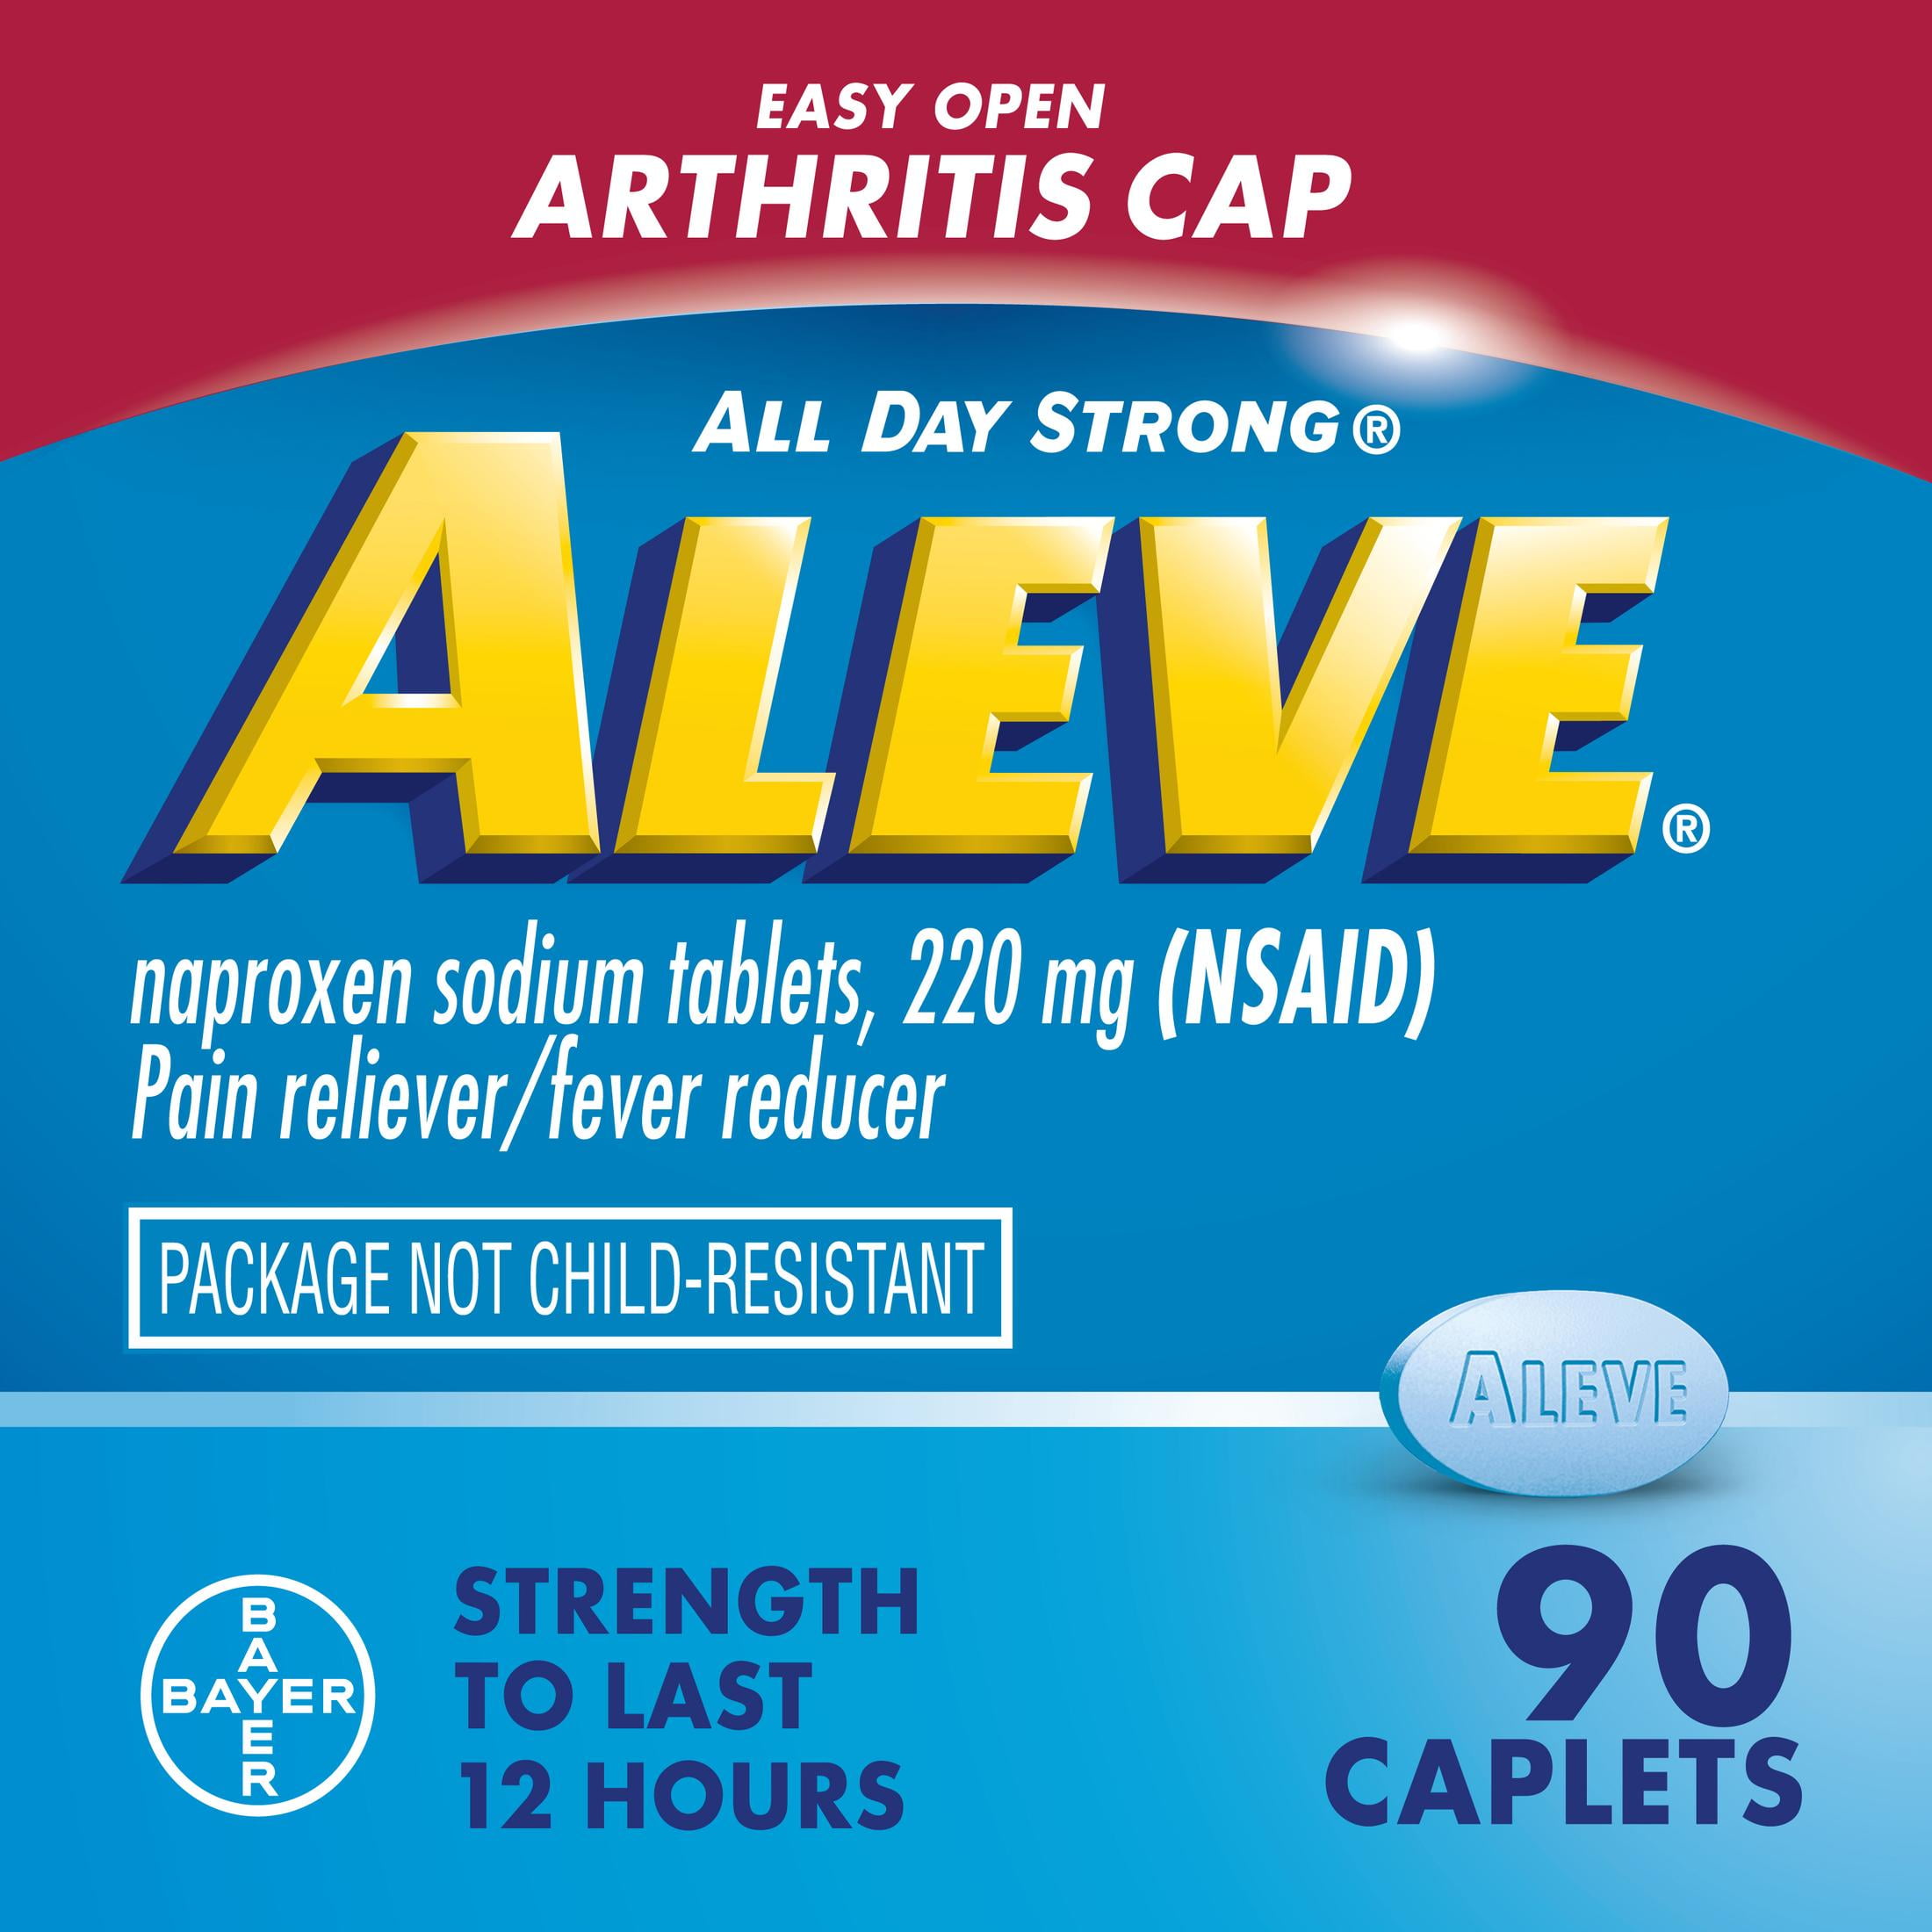 EASY OPEN
ARTHRITIS CAP
ALL DAY STRONG®
ALEVE®
naproxen sodium tablets, 220 mg (NSAID)
Pain reliever/fever reducer
PACKAGE NOT CHILD-RESISTANT
ALEVE
BAYER
BAYER
STRENGTH
TO LAST
12 HOURS
90
CAPLETS